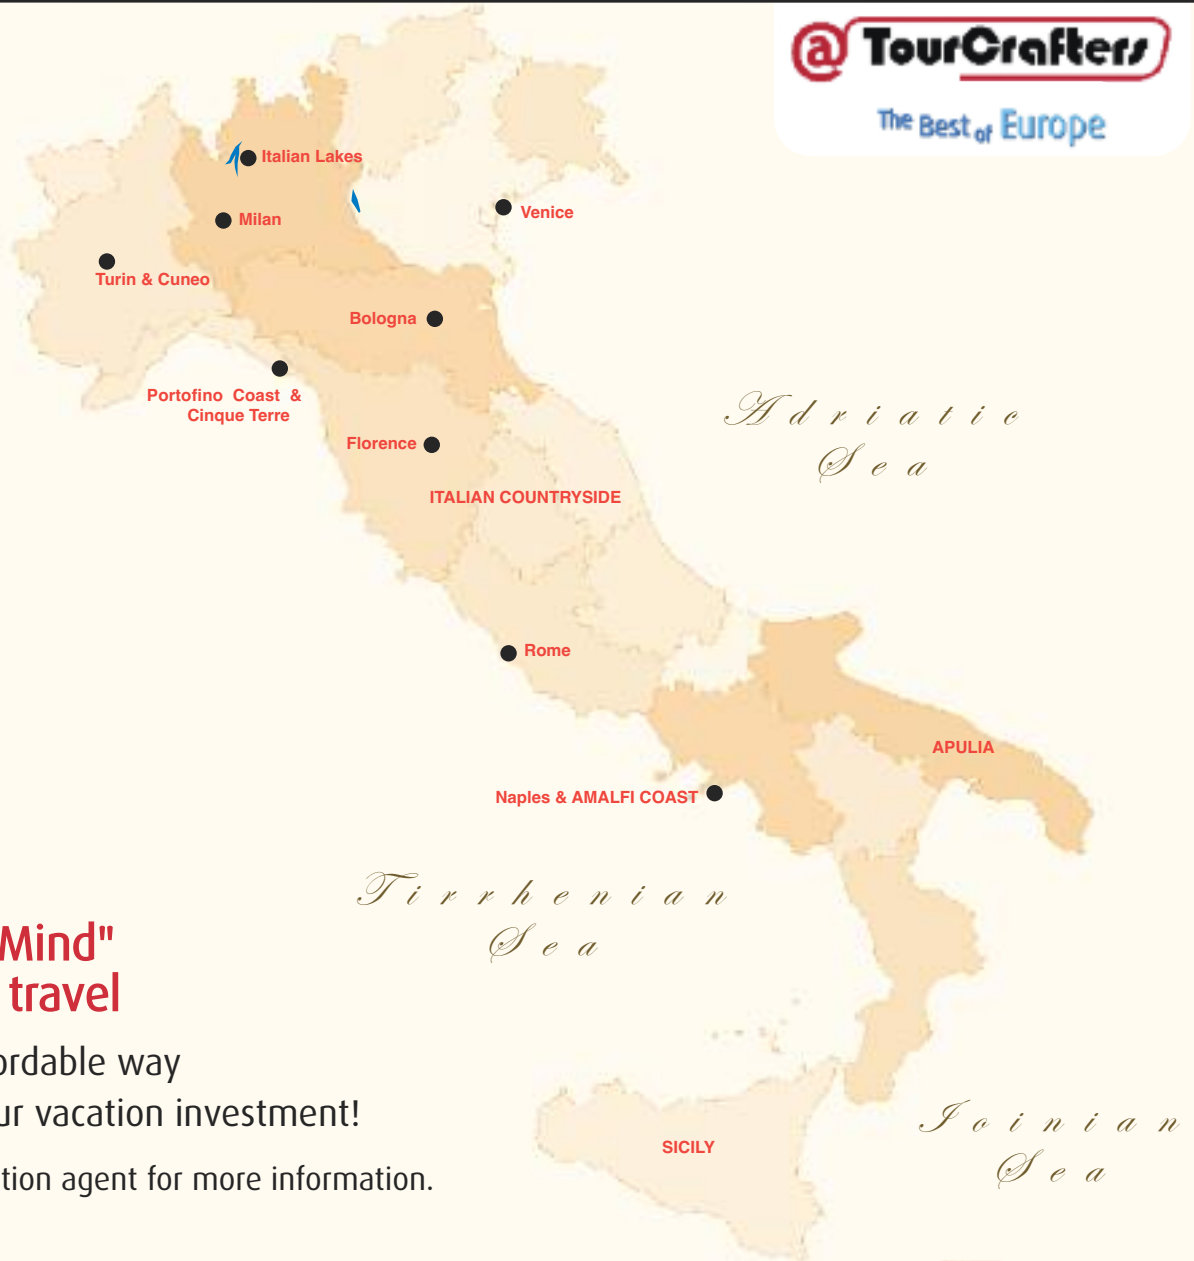 @ TourCrafters
The Best of Europe
Italian Lakes
Milan
Venice
Turin & Cuneo
Bologna
Portofino Coast &
Cinque Terre
Adriatic
Sea
Florence
ITALIAN COUNTRYSIDE
Rome
APULIA
Naples & AMALFI COAST
Tirrhenian
Sea
Mind"
travel
ordable way
ur vacation investment!
Joinian
Sea
SICILY
tion agent for more information.